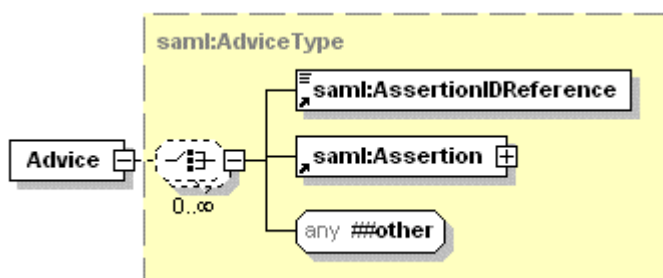 saml:AdviceType
saml:AssertionIDReference
Advice
saml:Assertion
0..∞
any ##other